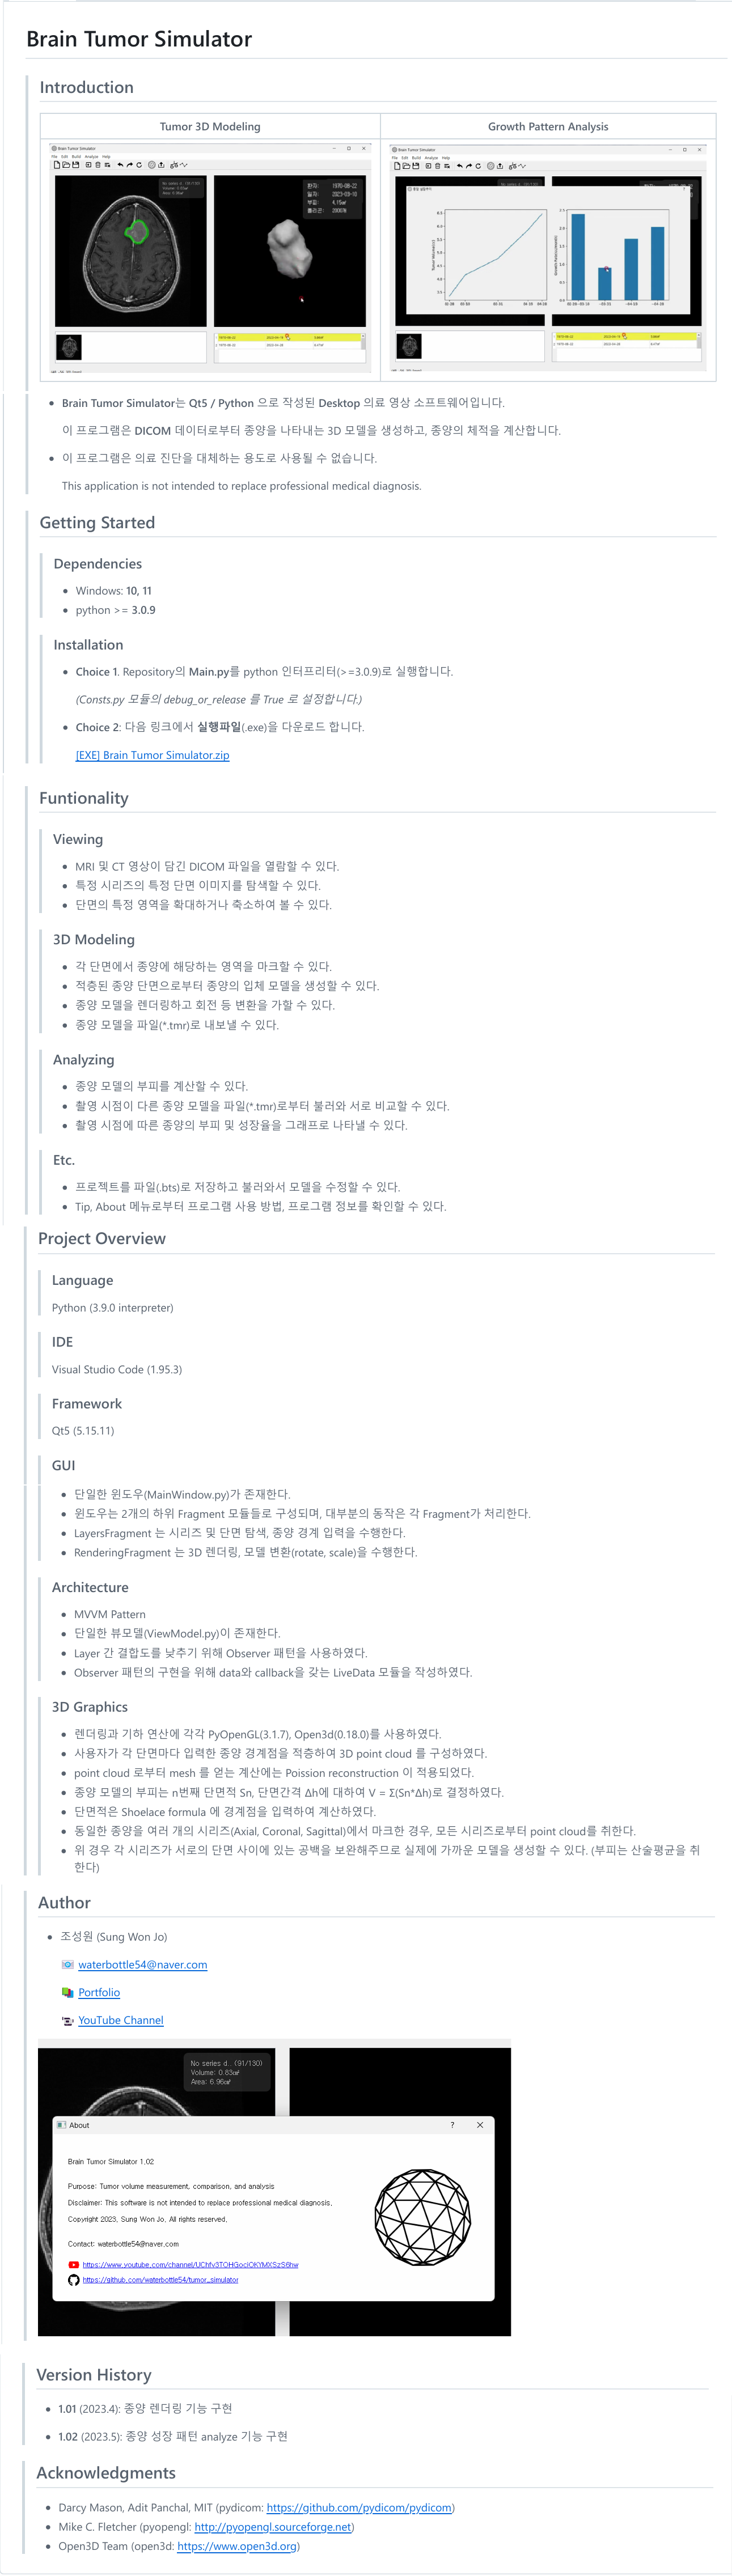 Brain Tumor Simulator
Introduction
Tumor 3D Modeling
Growth Pattern Analysis
Brain Tumor Simulator
File Edit Build Analyze Help
Brain Tumor Simulator
File Edit Build Analyze Help
Brain Tumor Simulator는 Qt5 / Python 으로 작성된 Desktop 의료 영상 소프트웨어입니다.
이 프로그램은 DICOM 데이터로부터 종양을 나타내는 3D 모델을 생성하고, 종양의 체적을 계산합니다.
이 프로그램은 의료 진단을 대체하는 용도로 사용될 수 없습니다.
This application is not intended to replace professional medical diagnosis.
Getting Started
Dependencies
Windows: 10, 11
python >= 3.0.9
Installation
Choice 1. Repository의 Main.py를 python 인터프리터(>=3.0.9)로 실행합니다.
(Consts.py 모듈의 debug_or_release 를 True 로 설정합니다.)
Choice 2: 다음 링크에서 실행파일(.exe)을 다운로드 합니다.
[EXE] Brain Tumor Simulator.zip
Funtionality
Viewing
MRI 및 CT 영상이 담긴 DICOM 파일을 열람할 수 있다.
특정 시리즈의 특정 단면 이미지를 탐색할 수 있다.
단면의 특정 영역을 확대하거나 축소하여 볼 수 있다.
3D Modeling
각 단면에서 종양에 해당하는 영역을 마크할 수 있다.
적층된 종양 단면으로부터 종양의 입체 모델을 생성할 수 있다.
종양 모델을 렌더링하고 회전 등 변환을 가할 수 있다.
종양 모델을 파일(*.tmr)로 내보낼 수 있다.
Analyzing
종양 모델의 부피를 계산할 수 있다.
촬영 시점이 다른 종양 모델을 파일(*.tmr)로부터 불러와 서로 비교할 수 있다.
촬영 시점에 따른 종양의 부피 및 성장율을 그래프로 나타낼 수 있다.
Etc.
프로젝트를 파일(.bts)로 저장하고 불러와서 모델을 수정할 수 있다.
Tip, About 메뉴로부터 프로그램 사용 방법, 프로그램 정보를 확인할 수 있다.
Project Overview
Language
Python (3.9.0 interpreter)
IDE
Visual Studio Code (1.95.3)
Framework
Qt5 (5.15.11)
GUI
단일한 윈도우(MainWindow.py)가 존재한다.
윈도우는 2개의 하위 Fragment 모듈들로 구성되며, 대부분의 동작은 각 Fragment가 처리한다.
LayersFragment 는 시리즈 및 단면 탐색, 종양 경계 입력을 수행한다.
RenderingFragment 는 3D 렌더링, 모델 변환(rotate, scale)을 수행한다.
Architecture
MVVM Pattern
단일한 뷰모델(ViewModel.py)이 존재한다.
Layer 간 결합도를 낮추기 위해 Observer 패턴을 사용하였다.
Observer 패턴의 구현을 위해 data와 callback을 갖는 LiveData 모듈을 작성하였다.
3D Graphics
렌더링과 기하 연산에 각각 PyOpenGL(3.1.7), Open3d(0.18.0)를 사용하였다.
사용자가 각 단면마다 입력한 종양 경계점을 적층하여 3D point cloud 를 구성하였다.
point cloud 로부터 mesh 를 얻는 계산에는 Poission reconstruction 이 적용되었다.
종양 모델의 부피는 n번째 단면적 Sn, 단면간격 Δh에 대하여 V = Σ(Sn*Δh)로 결정하였다.
단면적은 Shoelace formula 에 경계점을 입력하여 계산하였다.
동일한 종양을 여러 개의 시리즈(Axial, Coronal, Sagittal)에서 마크한 경우, 모든 시리즈로부터 point cloud를 취한다.
위 경우 각 시리즈가 서로의 단면 사이에 있는 공백을 보완해주므로 실제에 가까운 모델을 생성할 수 있다. (부피는 산술평균을 취
한다)
Author
조성원 (Sung Won Jo)
waterbottle54@naver.com
Portfolio
YouTube Channel
No series d.. (91/130)
Volume: 0.83㎤
Area: 6.96㎠
About
Brain Tumor Simulator 1.02
Purpose: Tumor volume measurement, comparison, and analysis
Disclaimer: This software is not intended to replace professional medical diagnosis.
Copyright 2023. Sung Won Jo. All rights reserved.
Contact: waterbottle54@naver.com
https://github.com/waterbottle54/tumor_simulator
Version History
1.01 (2023.4): 종양 렌더링 기능 구현
1.02 (2023.5): 종양 성장 패턴 analyze 기능 구현
Acknowledgments
Darcy Mason, Adit Panchal, MIT (pydicom: https://github.com/pydicom/pydicom)
Mike C. Fletcher (pyopengl: http://pyopengl.sourceforge.net)
Open3D Team (open3d: https://www.open3d.org)